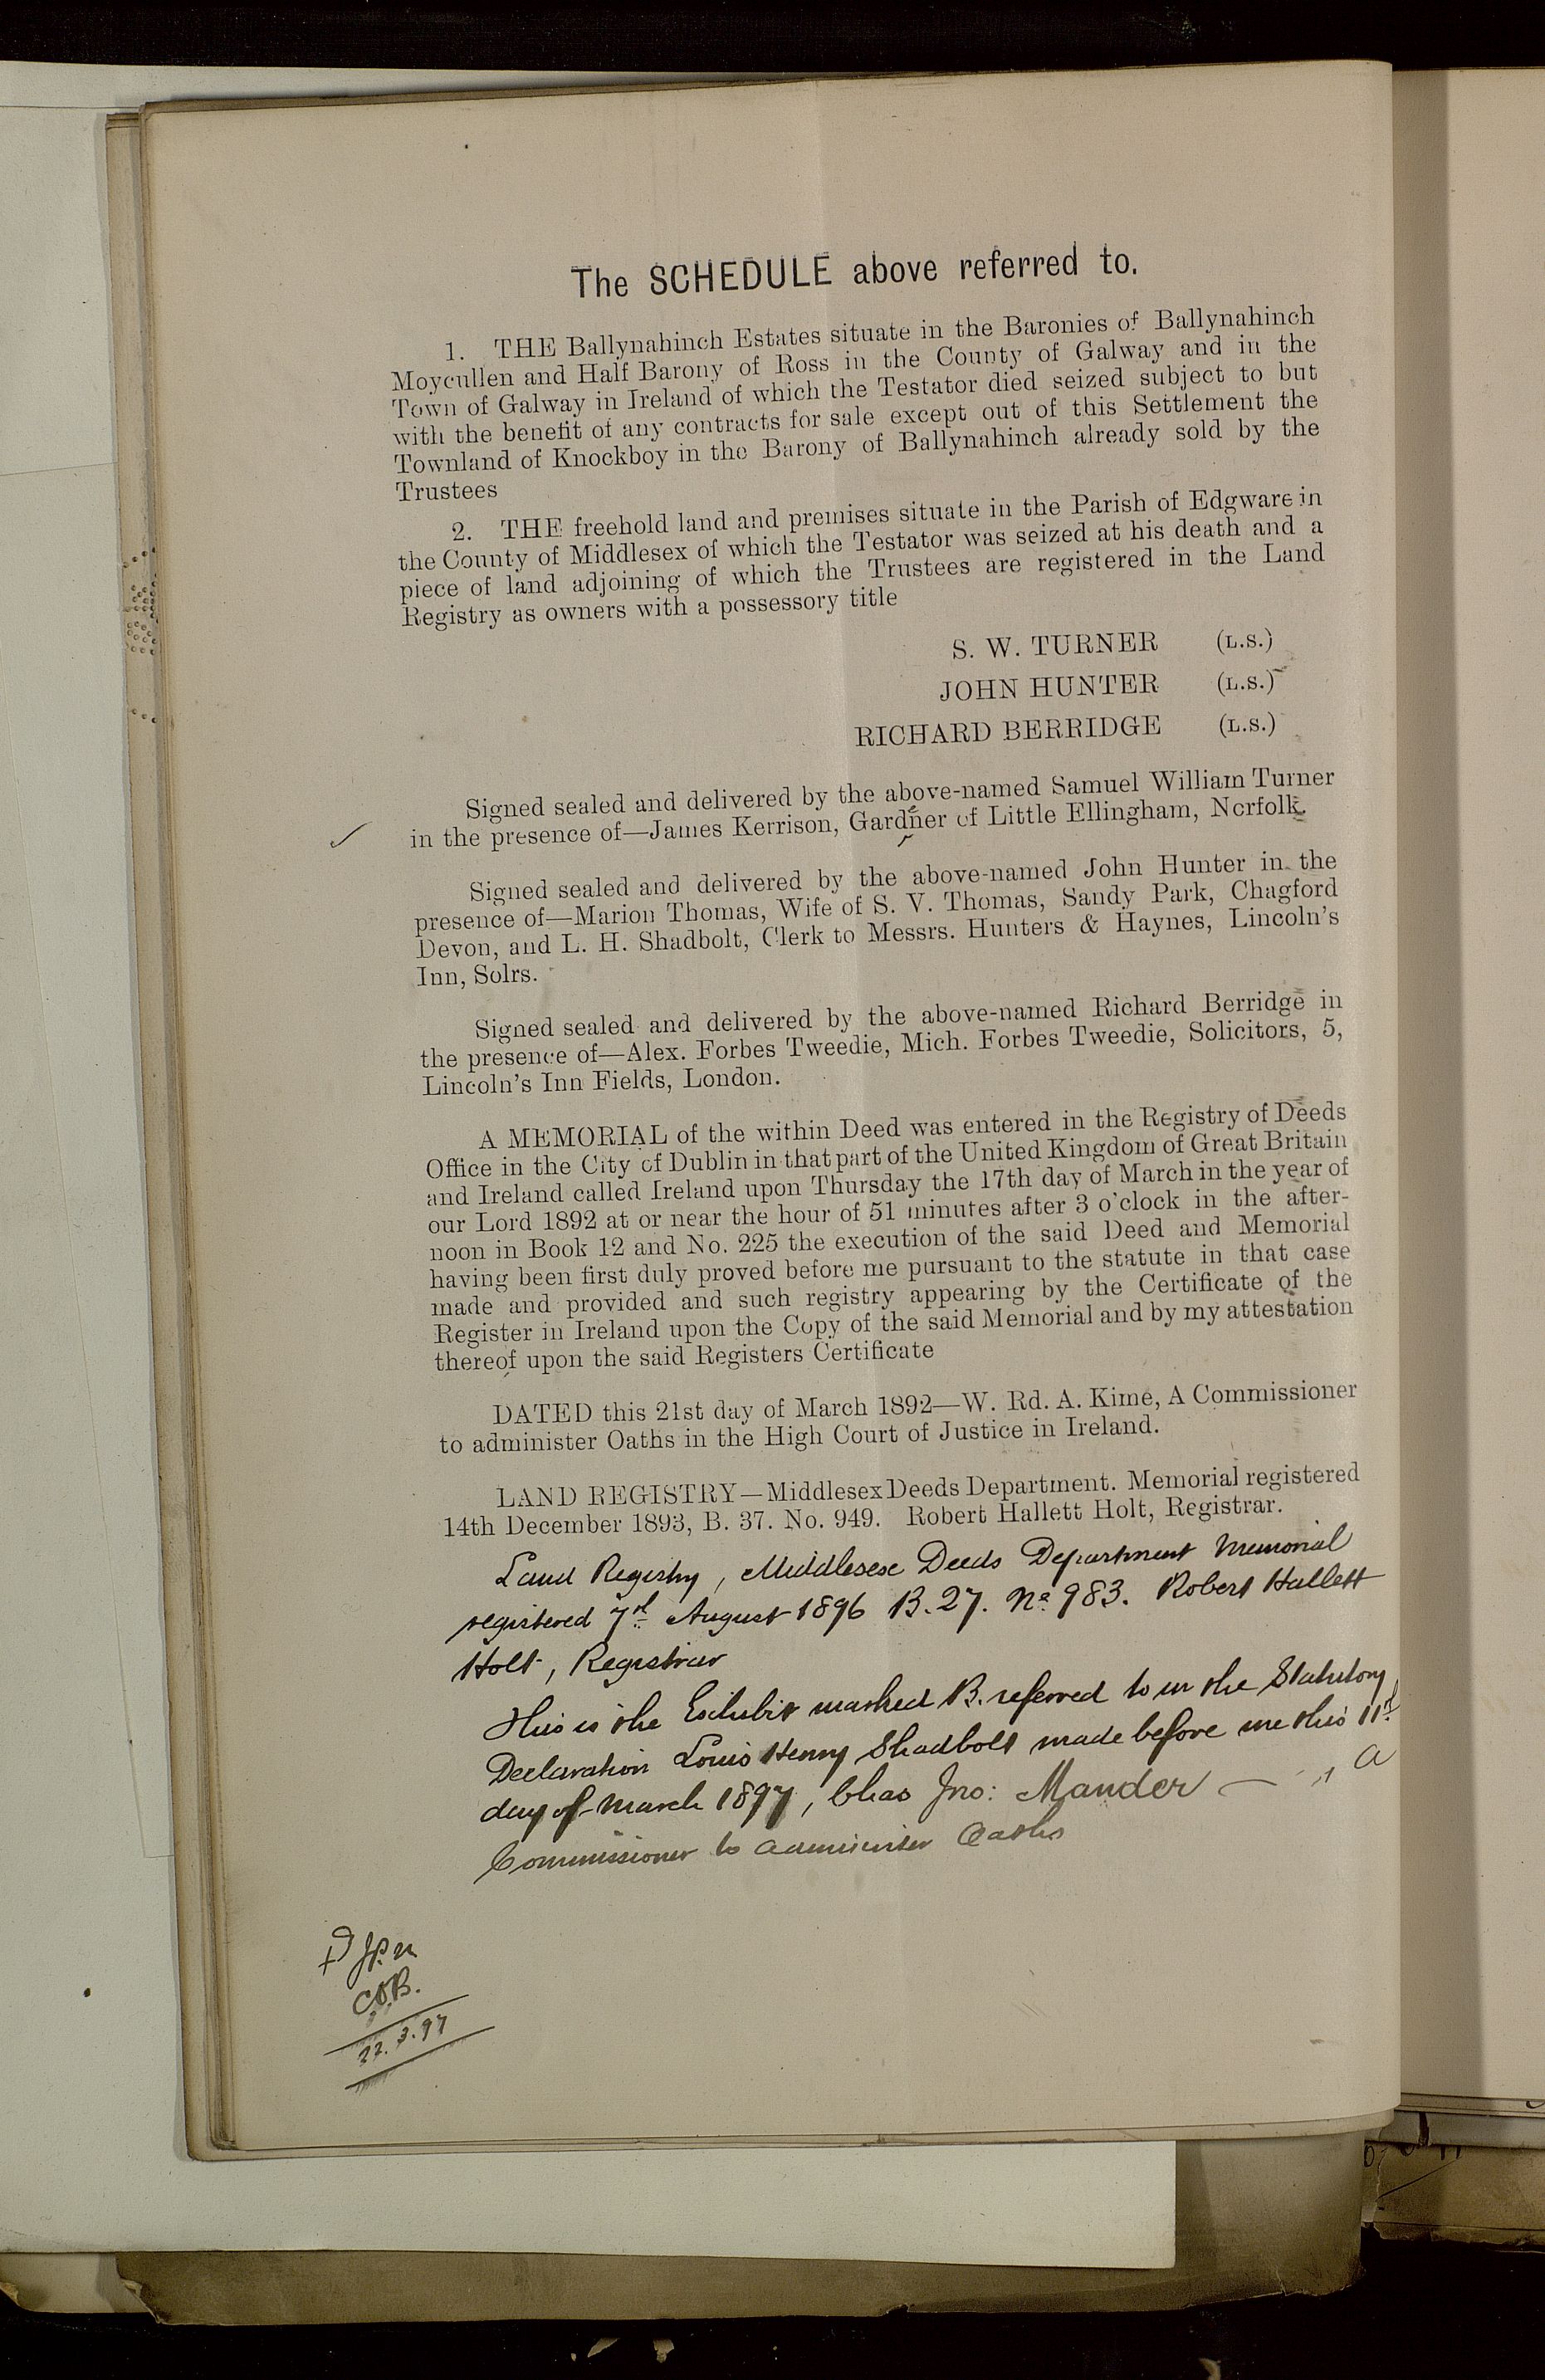 The SCHEDULE above referred to.
1. THE Ballynahinch Estates situate in the Baronies of Ballynahinch
Moycullen and Half Barony of Ross in the County of Galway and in the
Town of Galway in Ireland of which the Testator died seized subject to but
with the benefit of any contracts for sale except out of this Settlement the
Townland of Knockboy in the Barony of Ballynahinch already sold by the
Trustees
2. THE freehold land and premises situate in the Parish of Edgware in
the County of Middlesex of which the Testator was seized at his death and a
piece of land adjoining of which the Trustees are registered in the Land
Registry as owners with a possessory title
S. W. TURNER (L.S.)
JOHN HUNTER (L.S.)
RICHARD BERRIDGE (L.S.)
Signed sealed and delivered by the above-named Samuel William Turner
in the presence of—James Kerrison, Gardner of Little Ellingham, Norfolk.
Signed sealed and delivered by the above-named John Hunter in the
presence of—Marion Thomas, Wife of S. V. Thomas, Sandy Park, Chagford
Devon, and L. H. Shadbolt, Clerk to Messrs. Hunters & Haynes, Lincoln's
Inn, Solrs.
Signed sealed and delivered by the above-named Richard Berridge in
the presence of—Alex. Forbes Tweedie, Mich. Forbes Tweedie, Solicitors, 5,
Lincoln's Inn Fields, London.
A MEMORIAL of the within Deed was entered in the Registry of Deeds
Office in the City of Dublin in that part of the United Kingdom of Great Britain
and Ireland called Ireland upon Thursday the 17th day of March in the year of
our Lord 1892 at or near the hour of 51 minutes after 3 o'clock in the after-
noon in Book 12 and No. 225 the execution of the said Deed and Memorial
having been first duly proved before me pursuant to the statute in that case
made and provided and such registry appearing by the Certificate of the
Register in Ireland upon the Copy of the said Memorial and by my attestation
thereof upon the said Registers Certificate
DATED this 21st day of March 1892—W. Rd. A. Kime, A Commissioner
to administer Oaths in the High Court of Justice in Ireland.
LAND REGISTRY—Middlesex Deeds Department. Memorial registered
14th December 1893, B. 37. No. 949. Robert Hallett Holt, Registrar.
Land Registry, Middlesex Deeds Department Memorial
registered 7th August 1896 B. 27. No. 983. Robert Hallett
Holt, Registrar
This is the Exhibit marked B. referred to in the Statutory
Declaration Louis Henry Shadbolt made before me this 11th
day of March 1897, Chas Jno: Mander — , a
Commissioner to administer Oaths
22.3.97